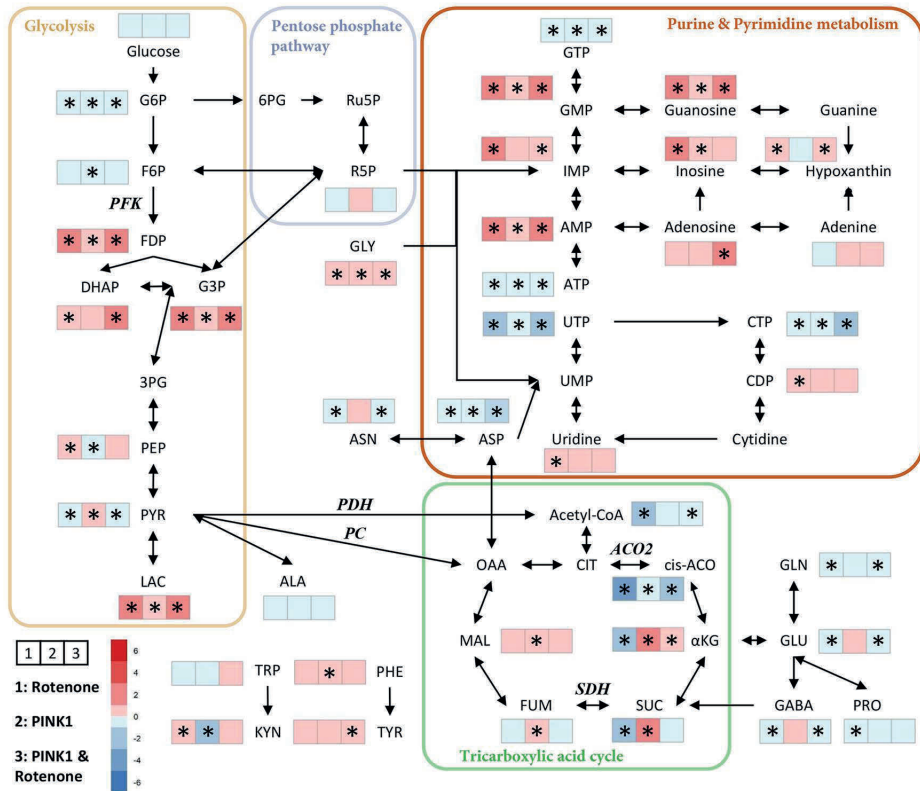 Glycolysis
Glucose
* * *
G6P
*
F6P
PFK
* * *
FDP
DHAP
G3P
* *
* * *
3PG
* *
PEP
* * *
PYR
LAC
* * *
Pentose phosphate
pathway
6PG
Ru5P
R5P
GLY
* * *
* *
ASN
* * *
ASP
PDH
PC
ALA
Purine & Pyrimidine metabolism
* * *
GTP
* * *
GMP
* * *
Guanosine
Guanine
* *
IMP
* *
Inosine
* *
Hypoxanthin
* * *
AMP
Adenosine
*
Adenine
* * *
ATP
* * *
UTP
CTP
* * *
UMP
CDP
*
Uridine
*
Cytidine
Acetyl-CoA
* *
OAA
CIT
ACO2
cis-ACO
* * *
MAL
*
* * *
αKG
FUM
*
SDH
SUC
* *
Tricarboxylic acid cycle
GLN
* *
GLU
* *
GABA
* *
PRO
*
1 2 3
1: Rotenone
2: PINK1
3: PINK1 &
Rotenone
6
4
2
0
-2
-4
-6
TRP
* *
KYN
*
PHE
*
TYR